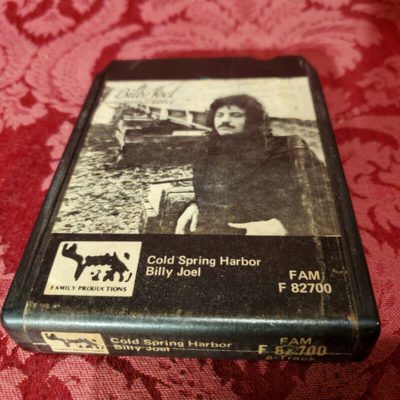 Billy Joel
Cold Spring Harbor
Billy Joel
FAM
F 82700
FAMILY PRODUCTIONS
Cold Spring Harbor
Billy Joel
FAM
F 82700
8-Track